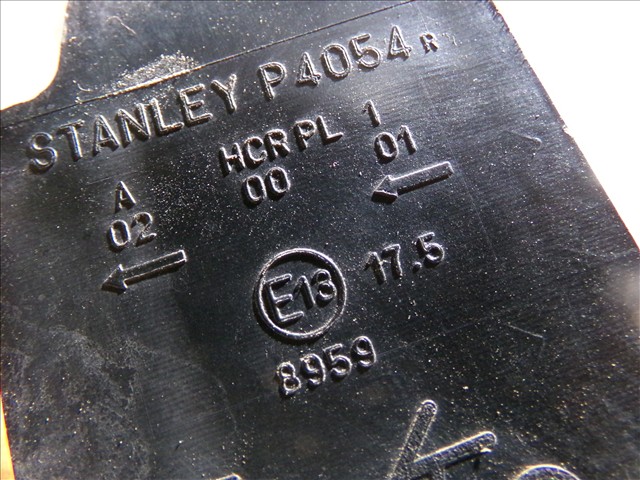 STANLEY P4054 R
HCR PL 1
A 00 01
02
E13 17.5
8959